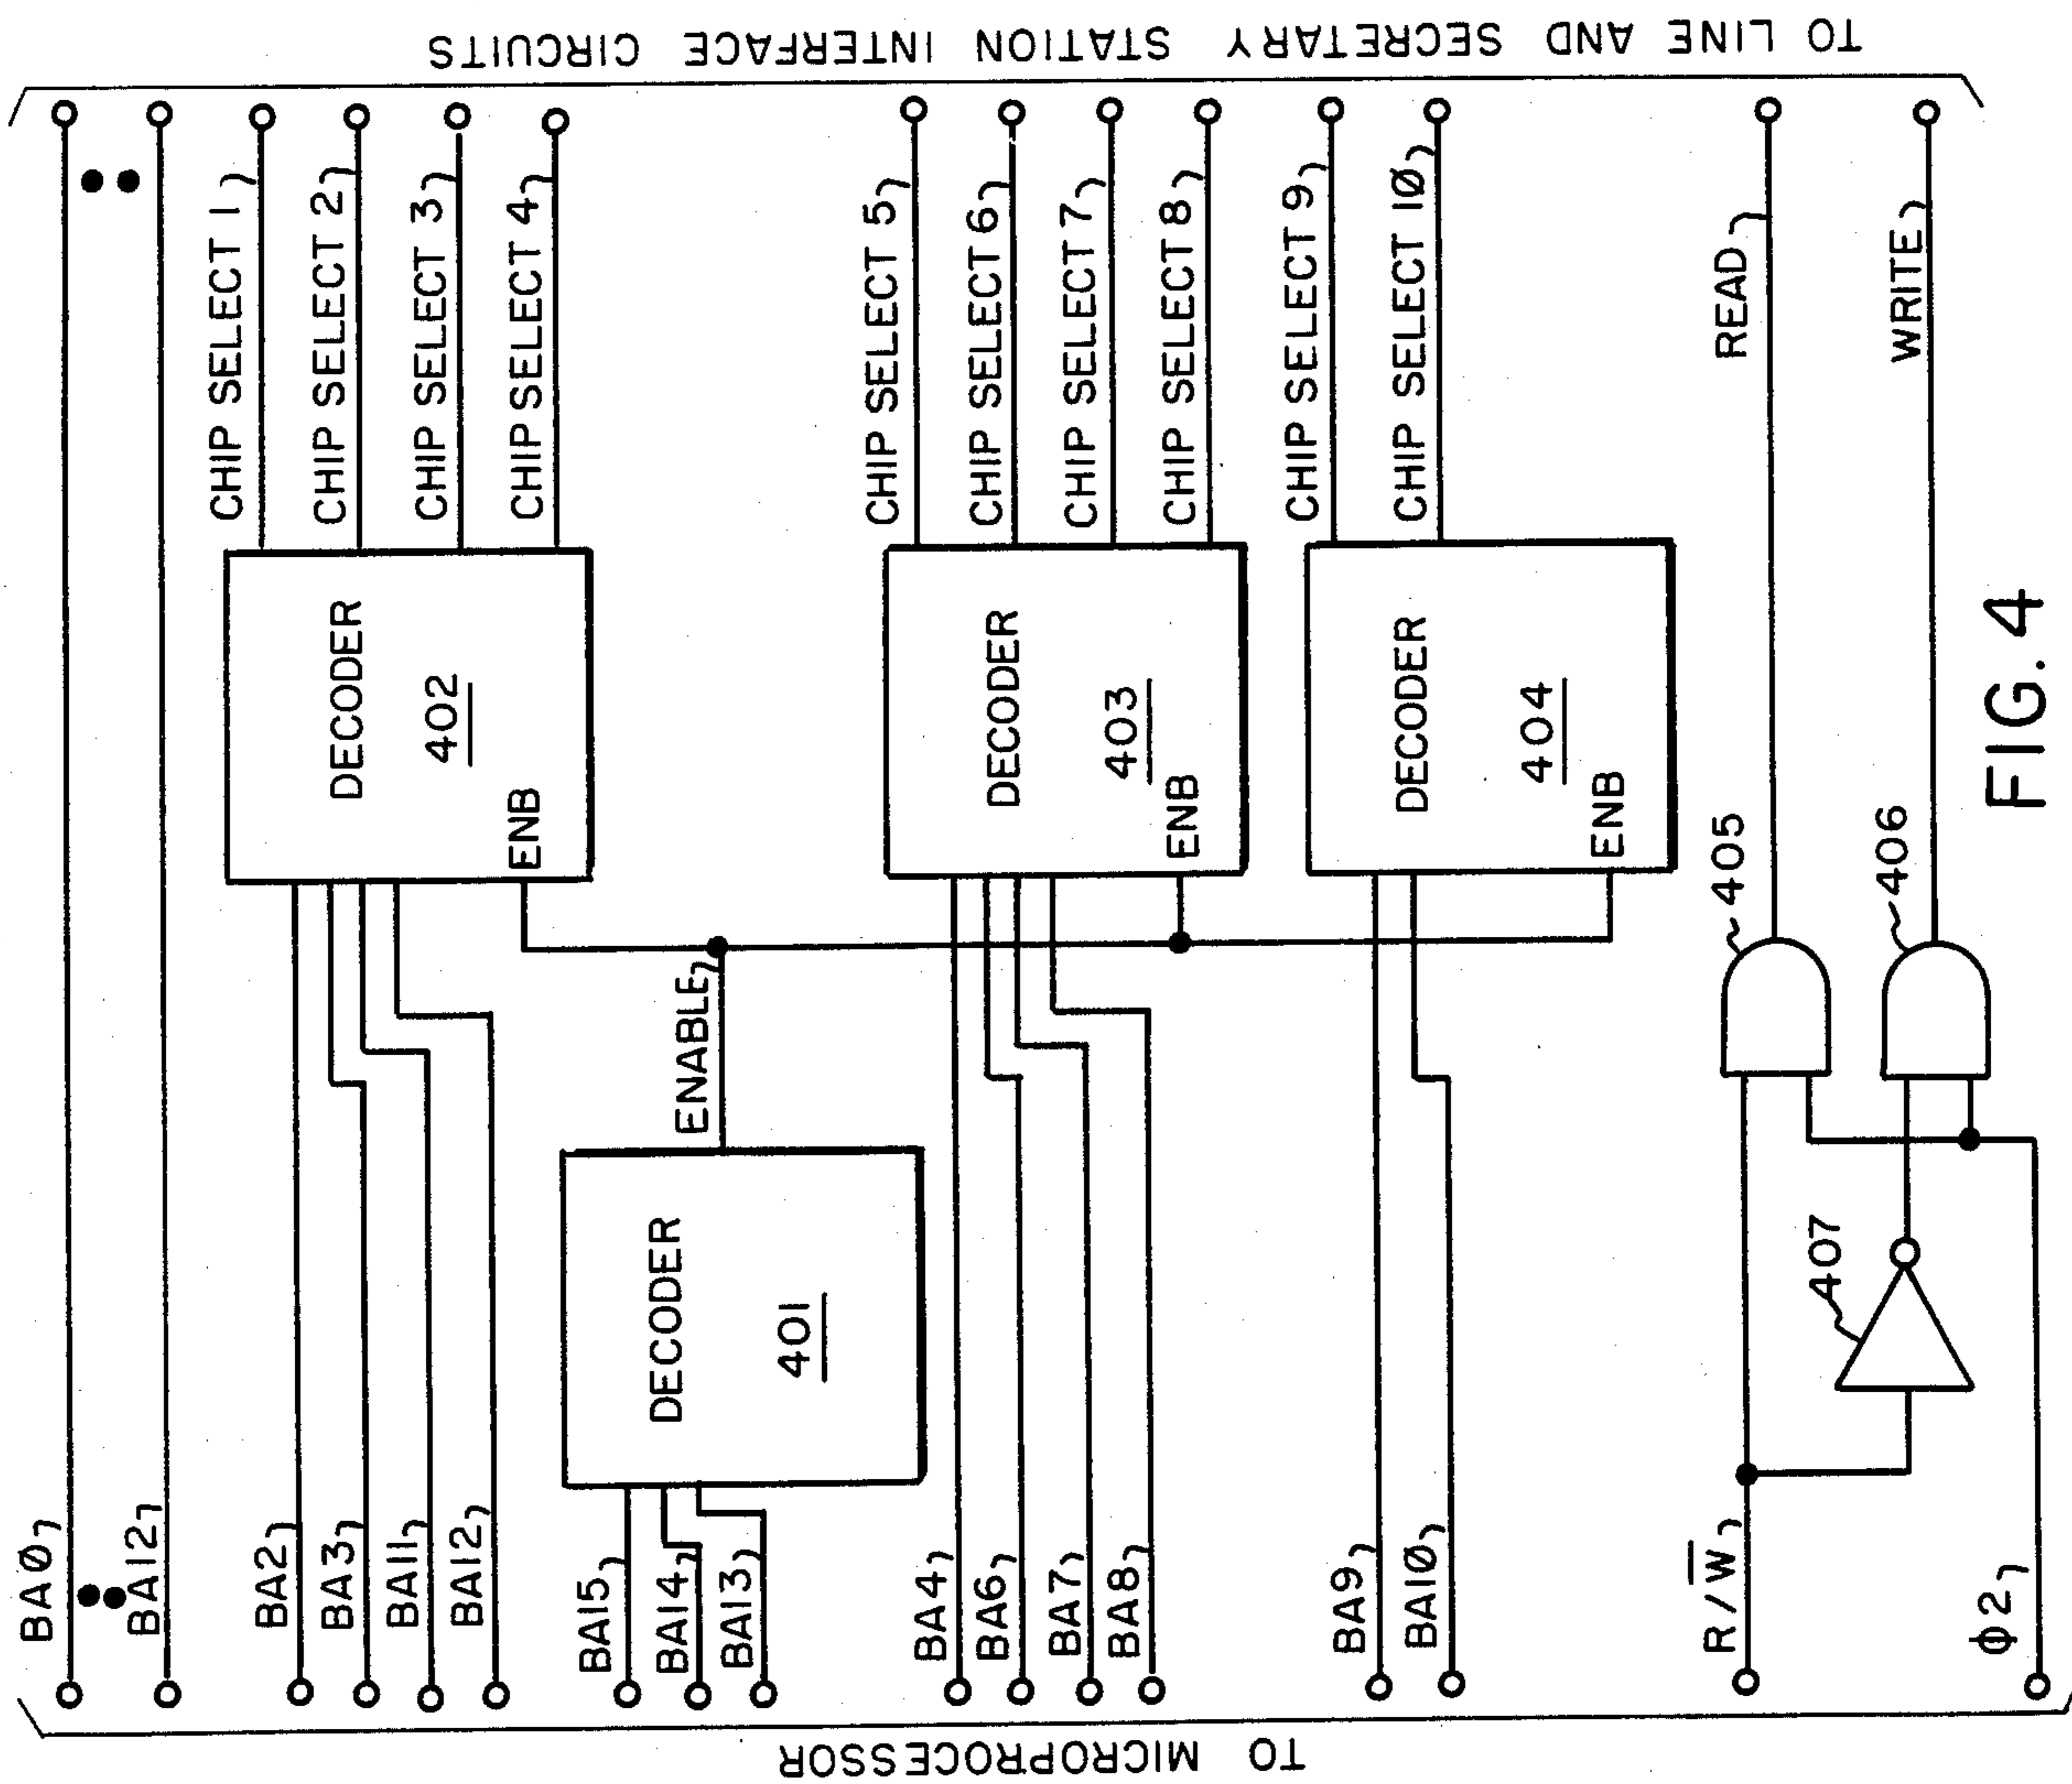 TO MICROPROCESSOR
BAØ
BA12
BA2
BA3
BA11
BA12
BA15
BA14
BA13
BA4
BA6
BA7
BA8
BA9
BA1Ø
R/W̅
ϕ2
DECODER
401
ENABLE
407
DECODER
402
ENB
DECODER
403
ENB
DECODER
404
ENB
405
406
CHIP SELECT 1
CHIP SELECT 2
CHIP SELECT 3
CHIP SELECT 4
CHIP SELECT 5
CHIP SELECT 6
CHIP SELECT 7
CHIP SELECT 8
CHIP SELECT 9
CHIP SELECT 1Ø
READ
WRITE
TO LINE AND SECRETARY STATION INTERFACE CIRCUITS
FIG. 4